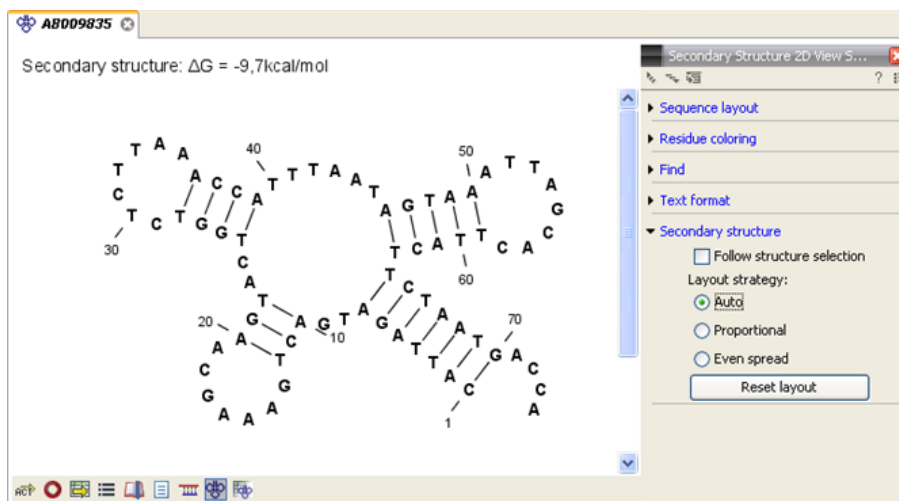 AB009835
Secondary structure: ΔG = -9,7kcal/mol
C A T T A G A T G A C T G A A A G C A A G T A C T G G T C T C T T A A A C C A T T T A A T A G T A A A T T A G C A C T T A C T T C T A A T G A C C A
1
10
20
30
40
50
60
70
Secondary Structure 2D View S...
?
Sequence layout
Residue coloring
Find
Text format
Secondary structure
Follow structure selection
Layout strategy:
Auto
Proportional
Even spread
Reset layout
ACT